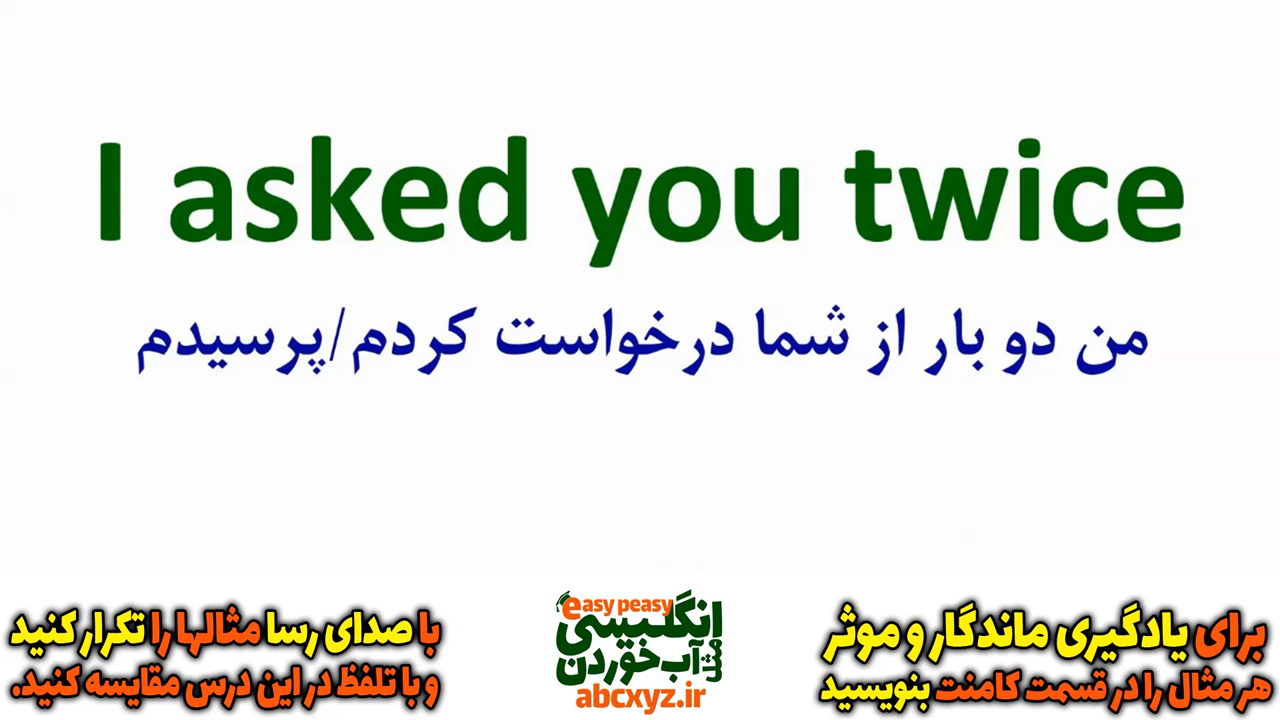 I asked you twice
من دو بار از شما درخواست کردم/پرسیدم
برای یادگیری ماندگار و موثر
هر مثال را در قسمت کامنت بنویسید
easy peasy
انگلیسی
مثل آب خوردن
abcxyz.ir
با صدای رسا مثالها را تکرار کنید
و با تلفظ در این درس مقایسه کنید.